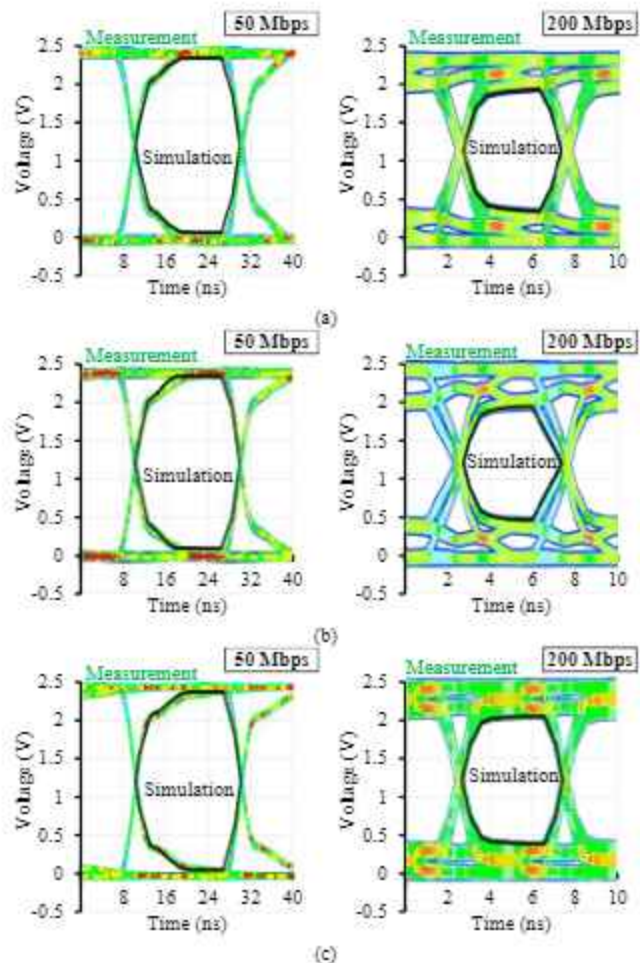 50 Mbps
Measurement
2.5
2
1.5
1
0.5
0
-0.5
Voltage (V)
Simulation
8 16 24 32 40
Time (ns)
200 Mbps
Measurement
2.5
2
1.5
1
0.5
0
-0.5
Voltage (V)
Simulation
2 4 6 8 10
Time (ns)
(a)
50 Mbps
Measurement
2.5
2
1.5
1
0.5
0
-0.5
Voltage (V)
Simulation
8 16 24 32 40
Time (ns)
200 Mbps
Measurement
2.5
2
1.5
1
0.5
0
-0.5
Voltage (V)
Simulation
2 4 6 8 10
Time (ns)
(b)
50 Mbps
Measurement
2.5
2
1.5
1
0.5
0
-0.5
Voltage (V)
Simulation
8 16 24 32 40
Time (ns)
200 Mbps
Measurement
2.5
2
1.5
1
0.5
0
-0.5
Voltage (V)
Simulation
2 4 6 8 10
Time (ns)
(c)